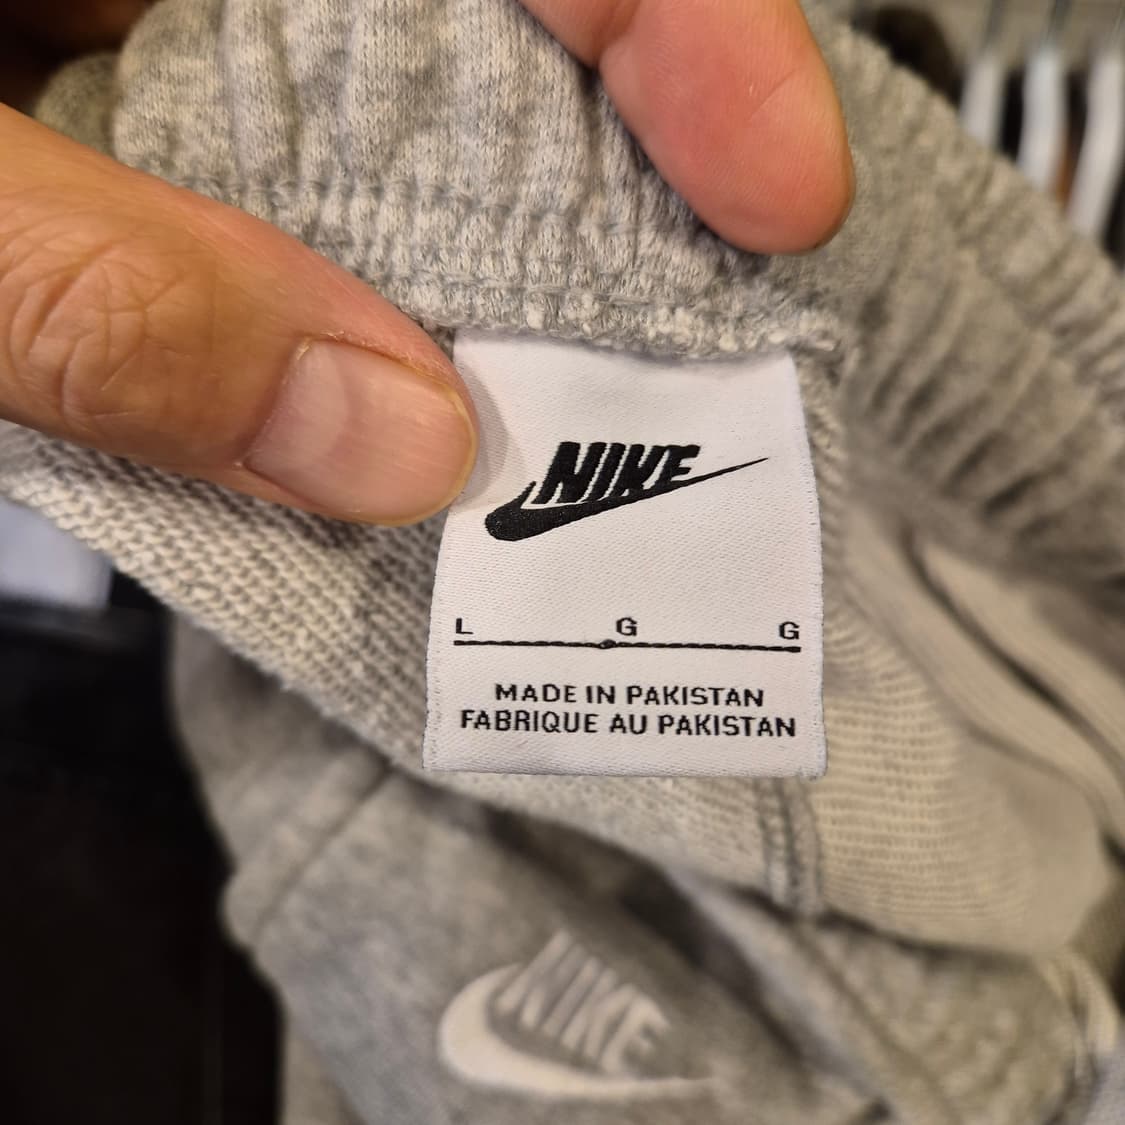 NIKE
L G G
MADE IN PAKISTAN
FABRIQUE AU PAKISTAN
NIKE